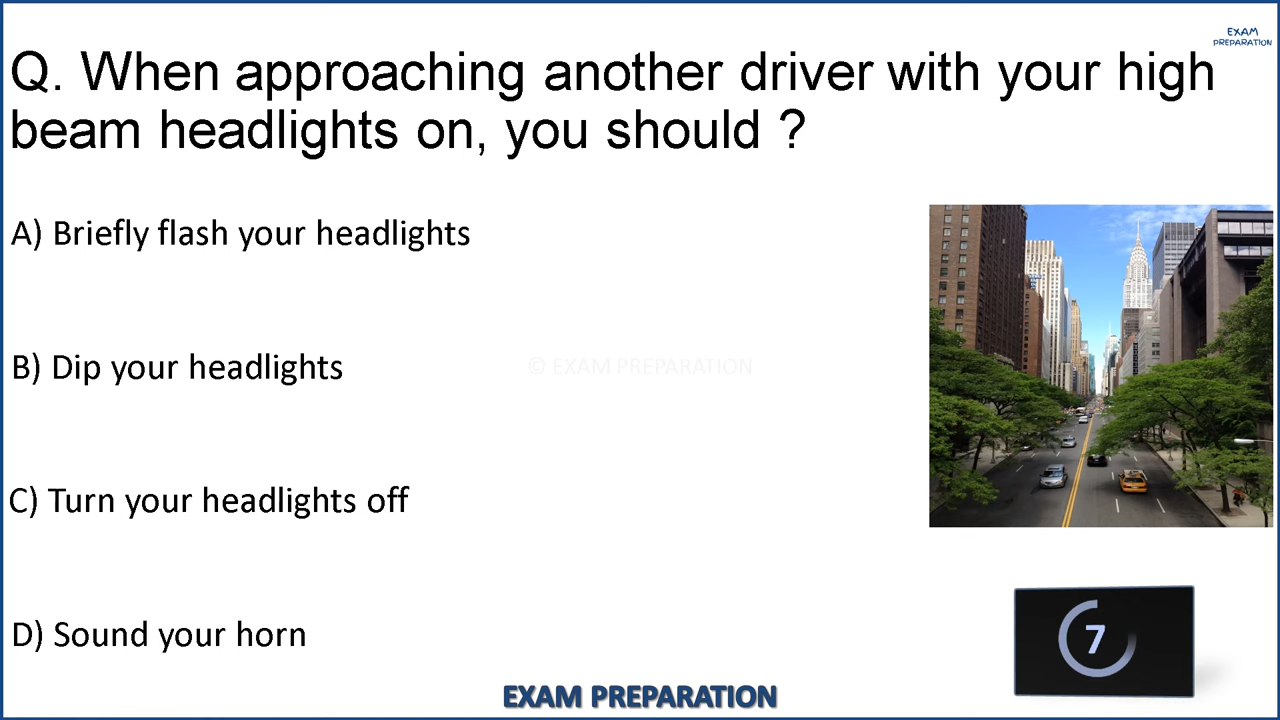 EXAM
PREPARATION
Q. When approaching another driver with your high
beam headlights on, you should ?
A) Briefly flash your headlights
B) Dip your headlights
© EXAM PREPARATION
C) Turn your headlights off
D) Sound your horn
7
EXAM PREPARATION